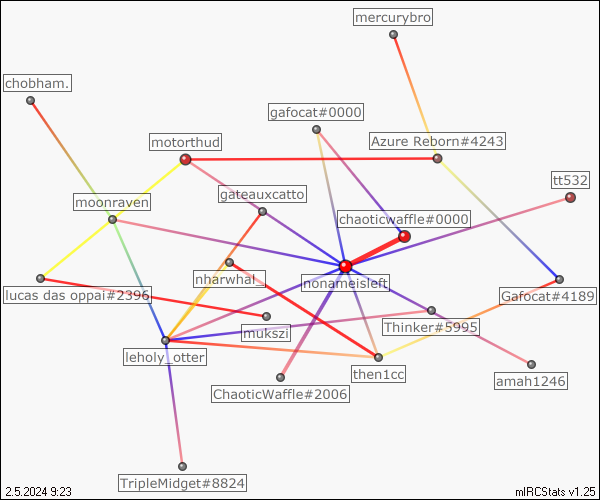 mercurybro
chobham.
gafocat#0000
motorthud
Azure Reborn#4243
tt532
gateauxcatto
moonraven
chaoticwaffle#0000
nharwhal_
nonameisleft
lucas das oppai#2396
Gafocat#4189
mukszi
Thinker#5995
leholy_otter
then1cc
amah1246
ChaoticWaffle#2006
TripleMidget#8824
2.5.2024 9:23
mIRCStats v1.25